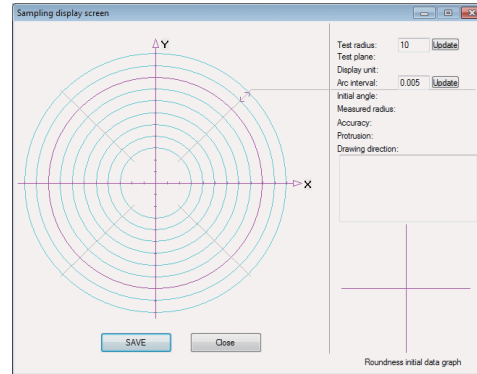 Sampling display screen
Y
X
Test radius: 10 Update
Test plane:
Display unit:
Arc interval: 0.005 Update
Initial angle:
Measured radius:
Accuracy:
Protrusion:
Drawing direction:
SAVE Close
Roundness initial data graph